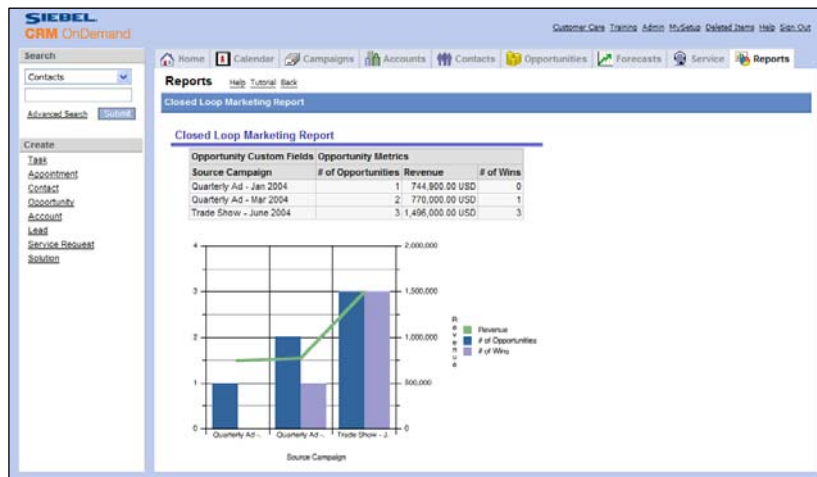 SIEBEL.
CRM OnDemand
Customer Care Training Admin MySetup Deleted Items Help Sign Out
Search
Home Calendar Campaigns Accounts Contacts Opportunities Forecasts Service Reports
Contacts
Reports Help Tutorial Back
Advanced Search Submit
Closed Loop Marketing Report
Closed Loop Marketing Report
Create
Task
Appointment
Contact
Opportunity
Account
Lead
Service Request
Solution
Opportunity Custom Fields Opportunity Metrics
Source Campaign # of Opportunities Revenue # of Wins
Quarterly Ad - Jan 2004 1 744,900.00 USD 0
Quarterly Ad - Mar 2004 2 770,000.00 USD 1
Trade Show - June 2004 3 1,496,000.00 USD 3
4 2,000,000
3 1,500,000
2 1,000,000
1 500,000
0 0
Revenue
Revenue
# of Opportunities
# of Wins
Quarterly Ad -. Quarterly Ad -. Trade Show - J.
Source Campaign